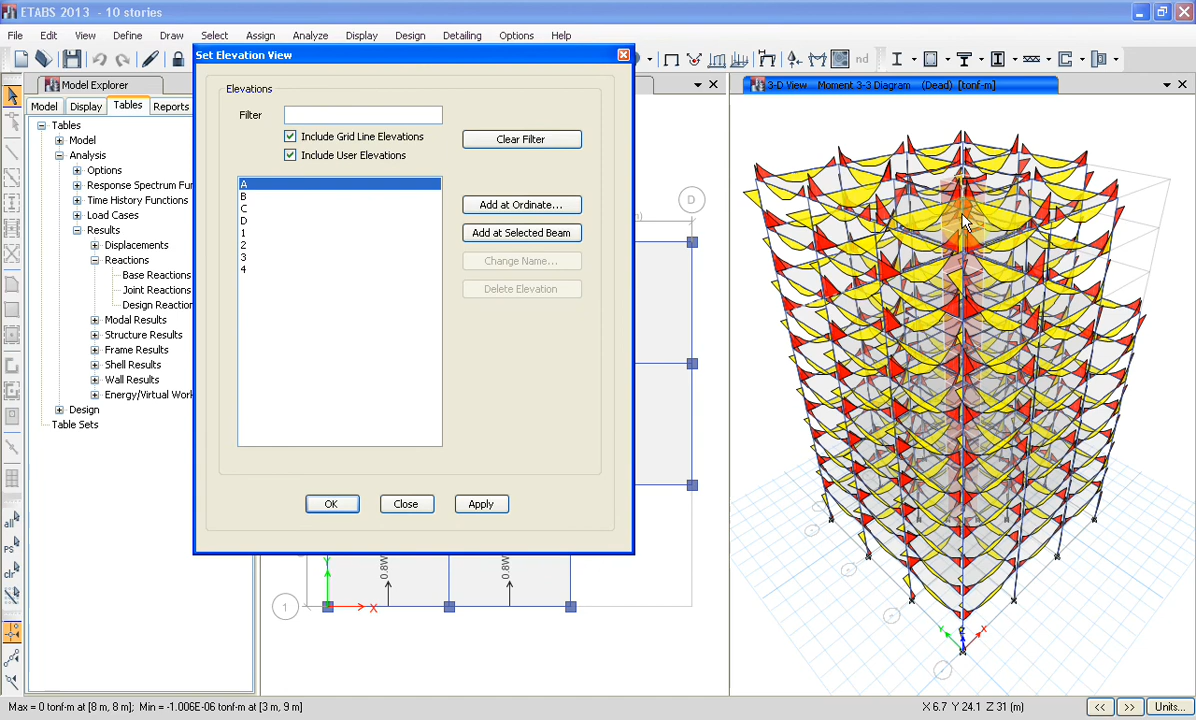 ETABS 2013 - 10 stories
File Edit View Define Draw Select Assign Analyze Display Design Detailing Options Help
nd
Model Explorer
Model Display Tables Reports
Tables
Model
Analysis
Options
Response Spectrum Fur
Time History Functions
Load Cases
Results
Displacements
Reactions
Base Reactions
Joint Reactions
Design Reaction
Modal Results
Structure Results
Frame Results
Shell Results
Wall Results
Energy/Virtual Work
Design
Table Sets
all
PS
clr
Set Elevation View
Elevations
Filter
Include Grid Line Elevations
Include User Elevations
Clear Filter
A
B
C
D
1
2
3
4
Add at Ordinate...
Add at Selected Beam
Change Name...
Delete Elevation
OK Close Apply
D
0.8W
0.8W
1
Y
X
3-D View Moment 3-3 Diagram (Dead) [tonf-m]
Y Z X
Max = 0 tonf-m at [8 m, 8 m]; Min = -1.006E-06 tonf-m at [3 m, 9 m]
X 6.7 Y 24.1 Z 31 (m)
<< >> Units...